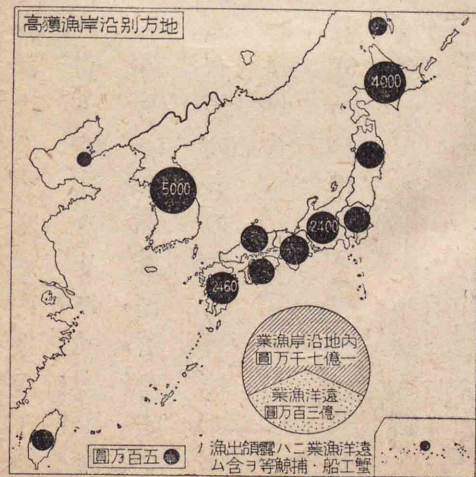 地方別沿岸漁獲高
4000
5000
2400
2460
內地沿岸漁業
一億七千万圓
遠洋漁業
一億三百万圓
五百万圓
遠洋漁業ニハ露領出漁ノ
蟹工船・捕鯨等ヲ含ム